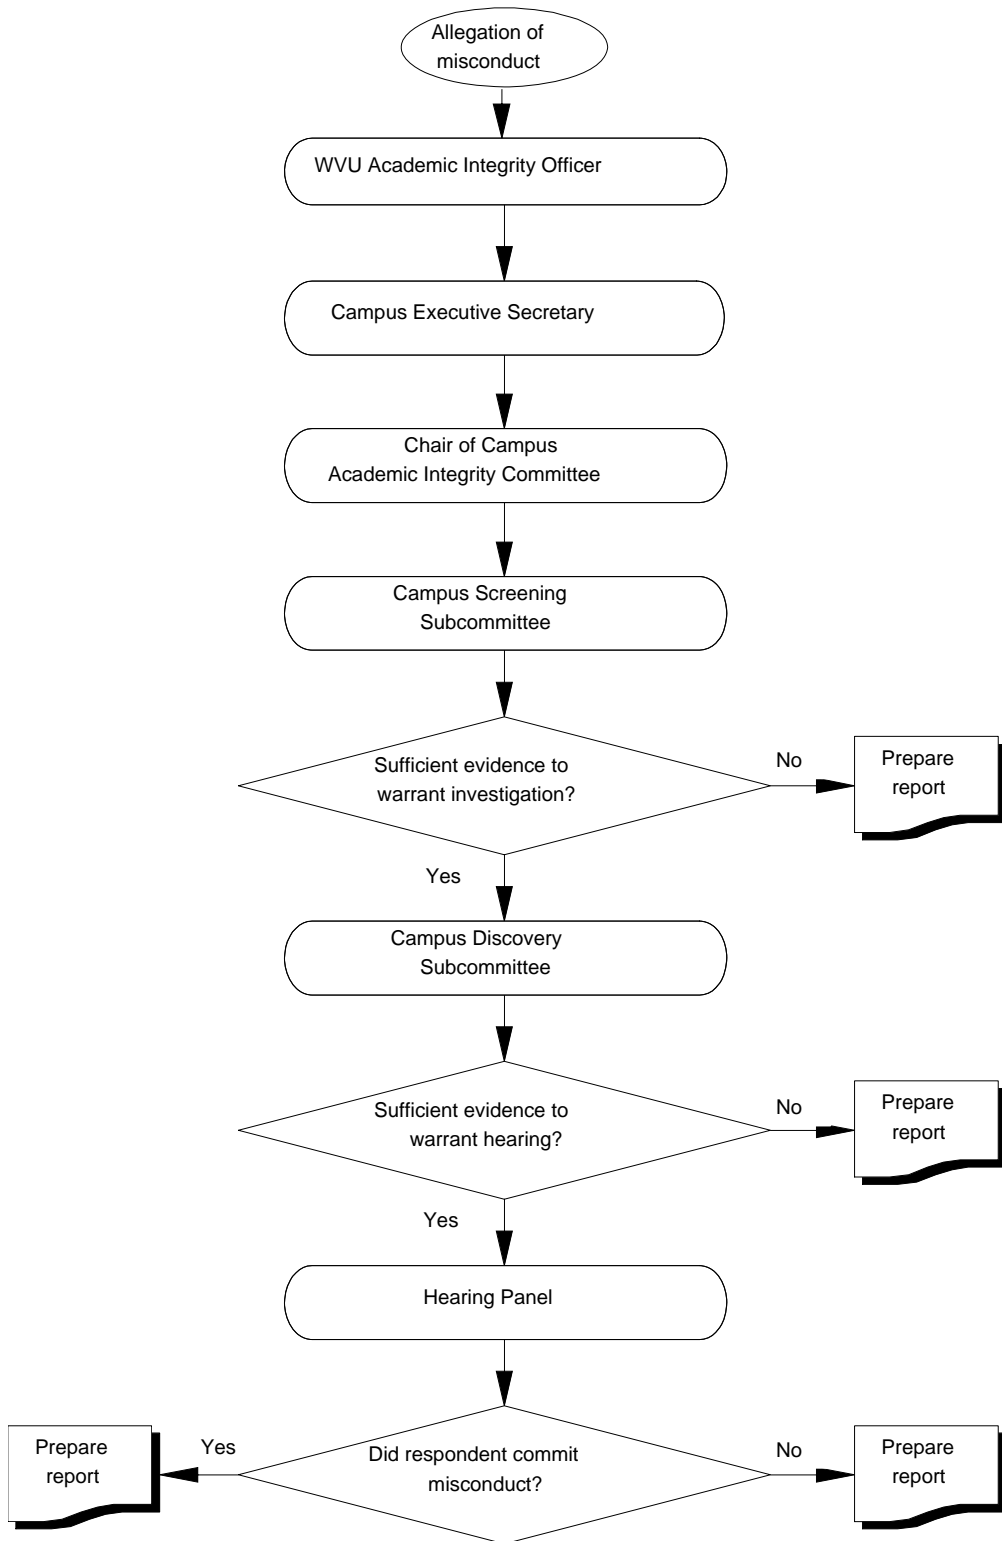 Allegation of
misconduct
WVU Academic Integrity Officer
Campus Executive Secretary
Chair of Campus
Academic Integrity Committee
Campus Screening
Subcommittee
Sufficient evidence to
warrant investigation?
No
Prepare
report
Yes
Campus Discovery
Subcommittee
Sufficient evidence to
warrant hearing?
No
Prepare
report
Yes
Hearing Panel
Prepare
report
Yes
Did respondent commit
misconduct?
No
Prepare
report